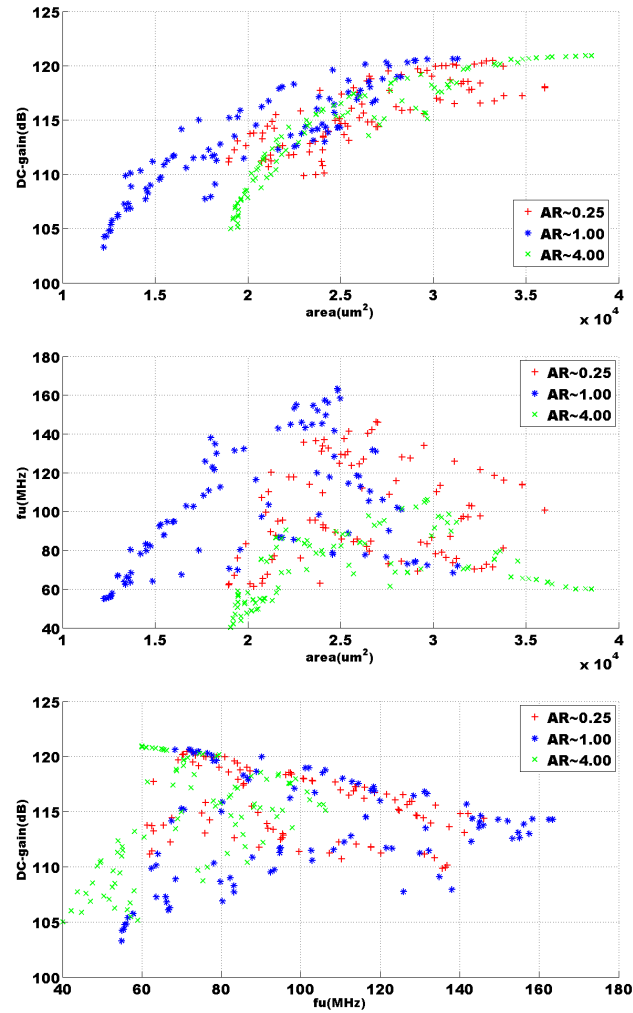 125
120
115
110
105
100
DC-gain(dB)
AR~0.25
AR~1.00
AR~4.00
1 1.5 2 2.5 3 3.5 4
area(um²)
x 10⁴
180
160
140
120
100
80
60
40
fu(MHz)
AR~0.25
AR~1.00
AR~4.00
1 1.5 2 2.5 3 3.5 4
area(um²)
x 10⁴
125
120
115
110
105
100
DC-gain(dB)
AR~0.25
AR~1.00
AR~4.00
40 60 80 100 120 140 160 180
fu(MHz)